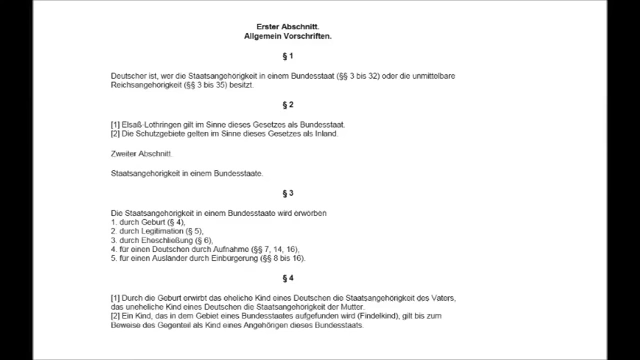 Erster Abschnitt.
Allgemein Vorschriften.
§ 1
Deutscher ist, wer die Staatsangehörigkeit in einem Bundesstaat (§§ 3 bis 32) oder die unmittelbare
Reichsangehörigkeit (§§ 3 bis 35) besitzt.
§ 2
[1] Elsaß-Lothringen gilt im Sinne dieses Gesetzes als Bundesstaat.
[2] Die Schutzgebiete gelten im Sinne dieses Gesetzes als Inland.
Zweiter Abschnitt.
Staatsangehörigkeit in einem Bundesstaate.
§ 3
Die Staatsangehörigkeit in einem Bundesstaate wird erworben
1. durch Geburt (§ 4),
2. durch Legitimation (§ 5),
3. durch Eheschließung (§ 6),
4. für einen Deutschen durch Aufnahme (§§ 7, 14, 16),
5. für einen Ausländer durch Einbürgerung (§§ 8 bis 16).
§ 4
[1] Durch die Geburt erwirbt das eheliche Kind eines Deutschen die Staatsangehörigkeit des Vaters,
das uneheliche Kind eines Deutschen die Staatsangehörigkeit der Mutter.
[2] Ein Kind, das in dem Gebiet eines Bundesstaates aufgefunden wird (Findelkind), gilt bis zum
Beweise des Gegenteil als Kind eines Angehörigen dieses Bundesstaats.